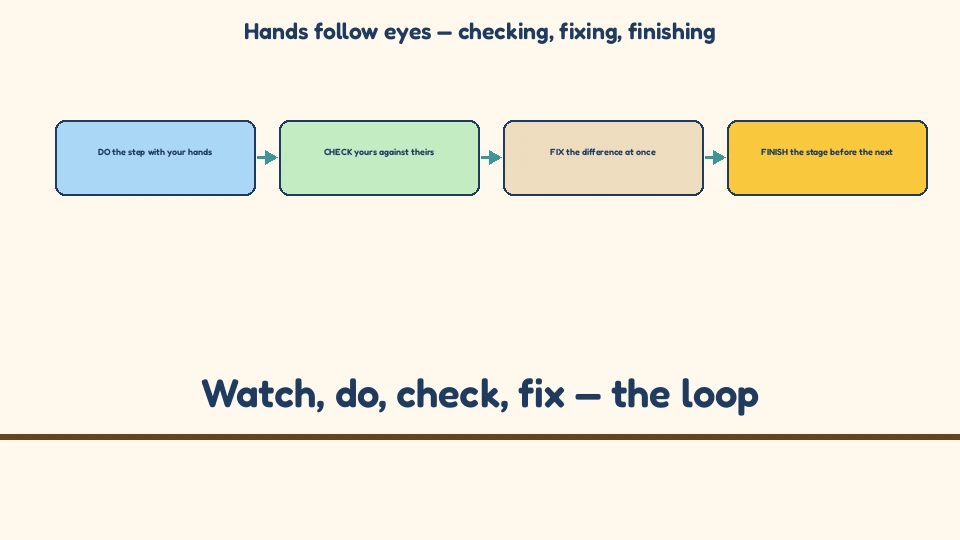 Hands follow eyes — checking, fixing, finishing
DO the step with your hands
CHECK yours against theirs
FIX the difference at once
FINISH the stage before the next
Watch, do, check, fix — the loop